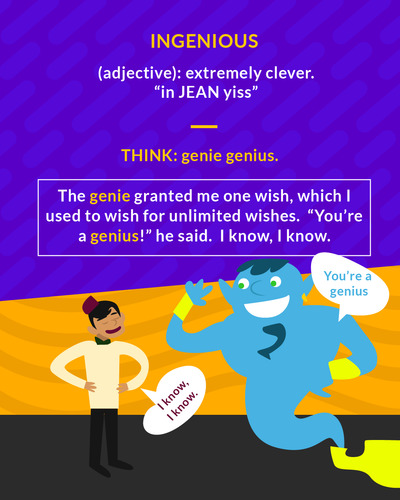 INGENIOUS
(adjective): extremely clever.
“in JEAN yiss”
THINK: genie genius.
The genie granted me one wish, which I
used to wish for unlimited wishes. “You’re
a genius!” he said. I know, I know.
You’re a
genius
I know,
I know.